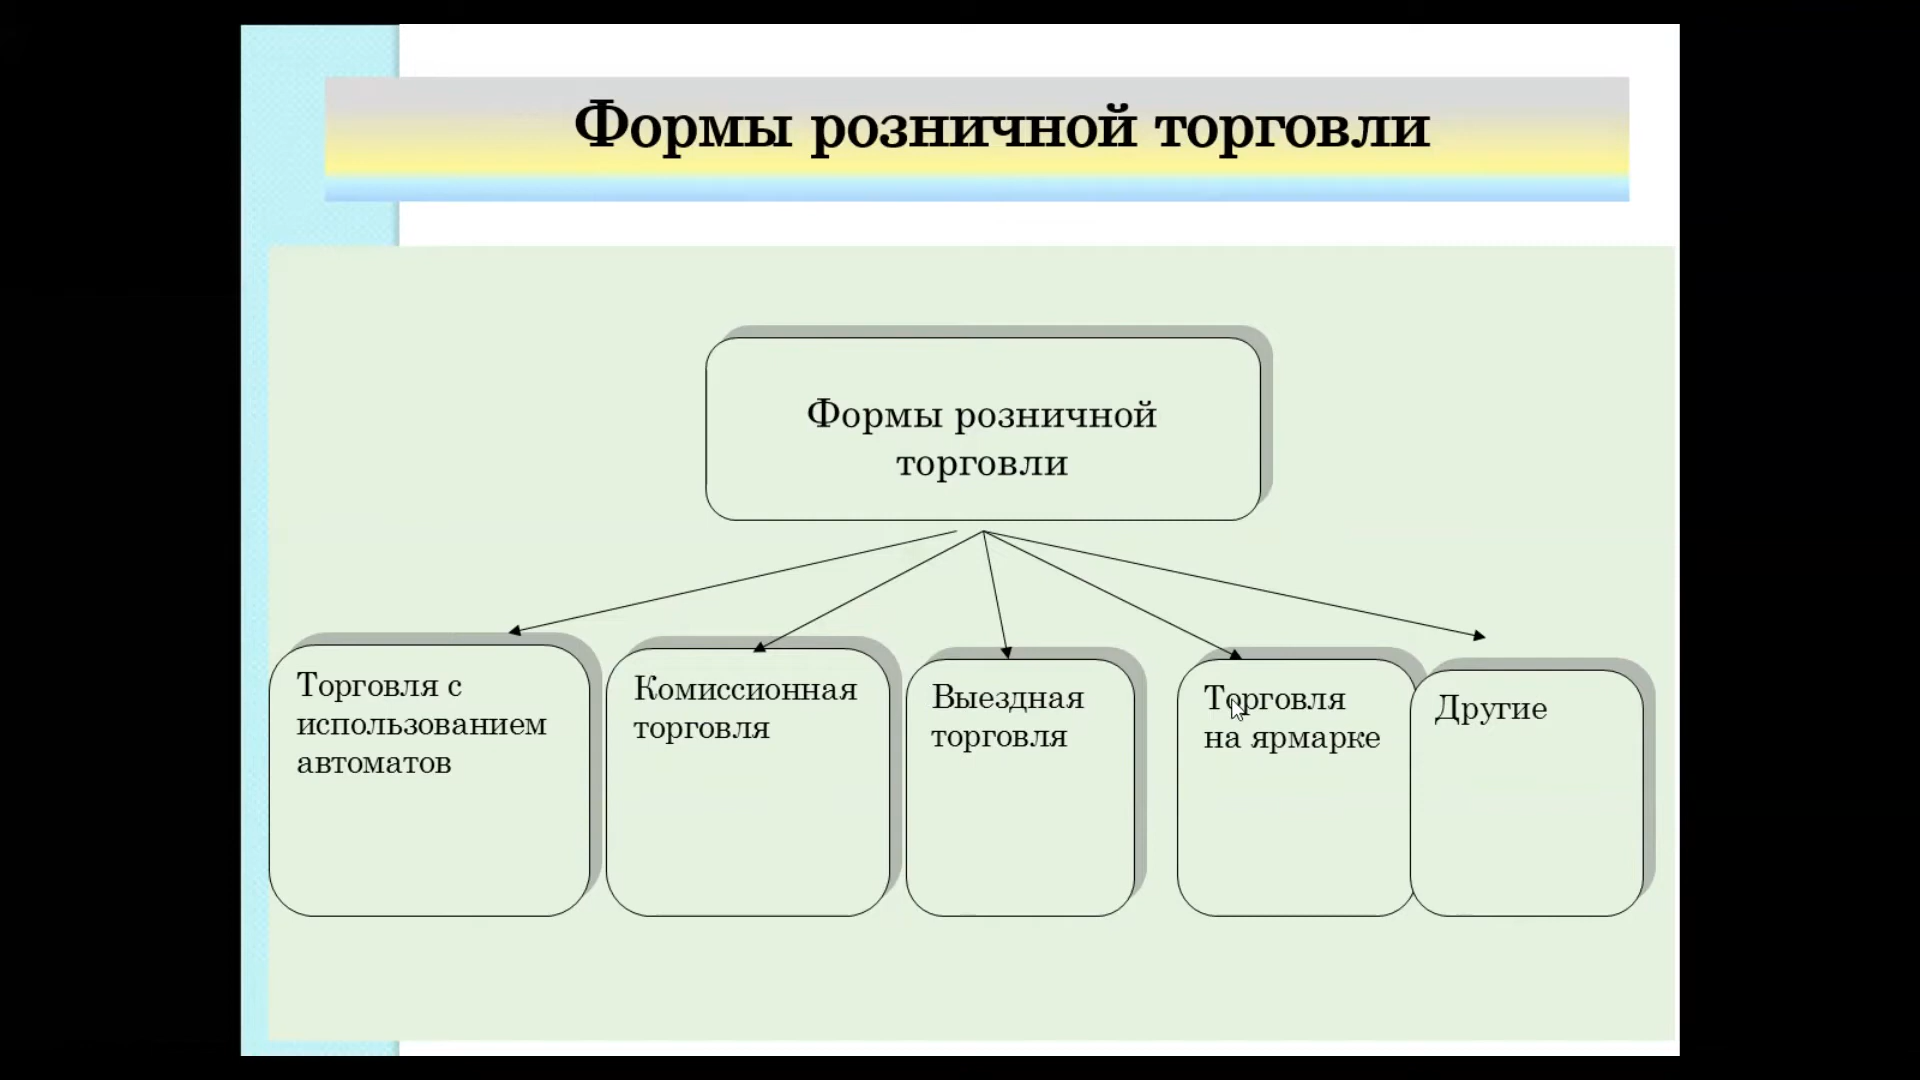 Формы розничной торговли
Формы розничной
торговли
Торговля с
использованием
автоматов
Комиссионная
торговля
Выездная
торговля
Торговля
на ярмарке
Другие